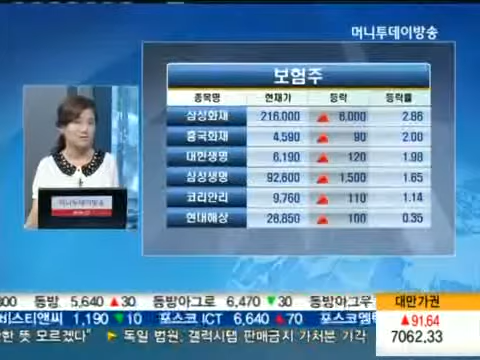 머니투데이방송
보험주
종목명 현재가 등락 등락률
삼성화재 216,000 ▲ 6,000 2.86
흥국화재 4,590 ▲ 90 2.00
대한생명 6,190 ▲ 120 1.98
삼성생명 92,600 ▲ 1,500 1.65
코리안리 9,760 ▲ 110 1.14
현대해상 28,850 ▲ 100 0.35
머니투데이방송
300 동방 5,640 ▲30 동방아그로 6,470 ▼30 동방아구우
비스티앤씨 1,190 ▼10 포스코 ICT 6,640 ▲70 포스코엠텍
한 뜻 모르겠다" ▶ 독일 법원, 갤럭시탭 판매금지 가처분 기각
대만가권
▲91.64
7062.33